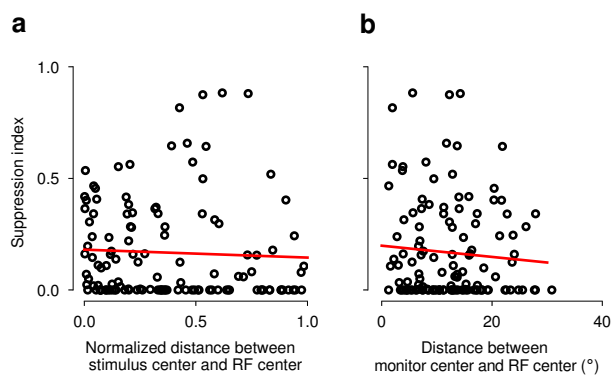 a
b
1.0
0.5
0.0
Suppression index
0.0 0.5 1.0
0 20 40
Normalized distance between
stimulus center and RF center
Distance between
monitor center and RF center (°)